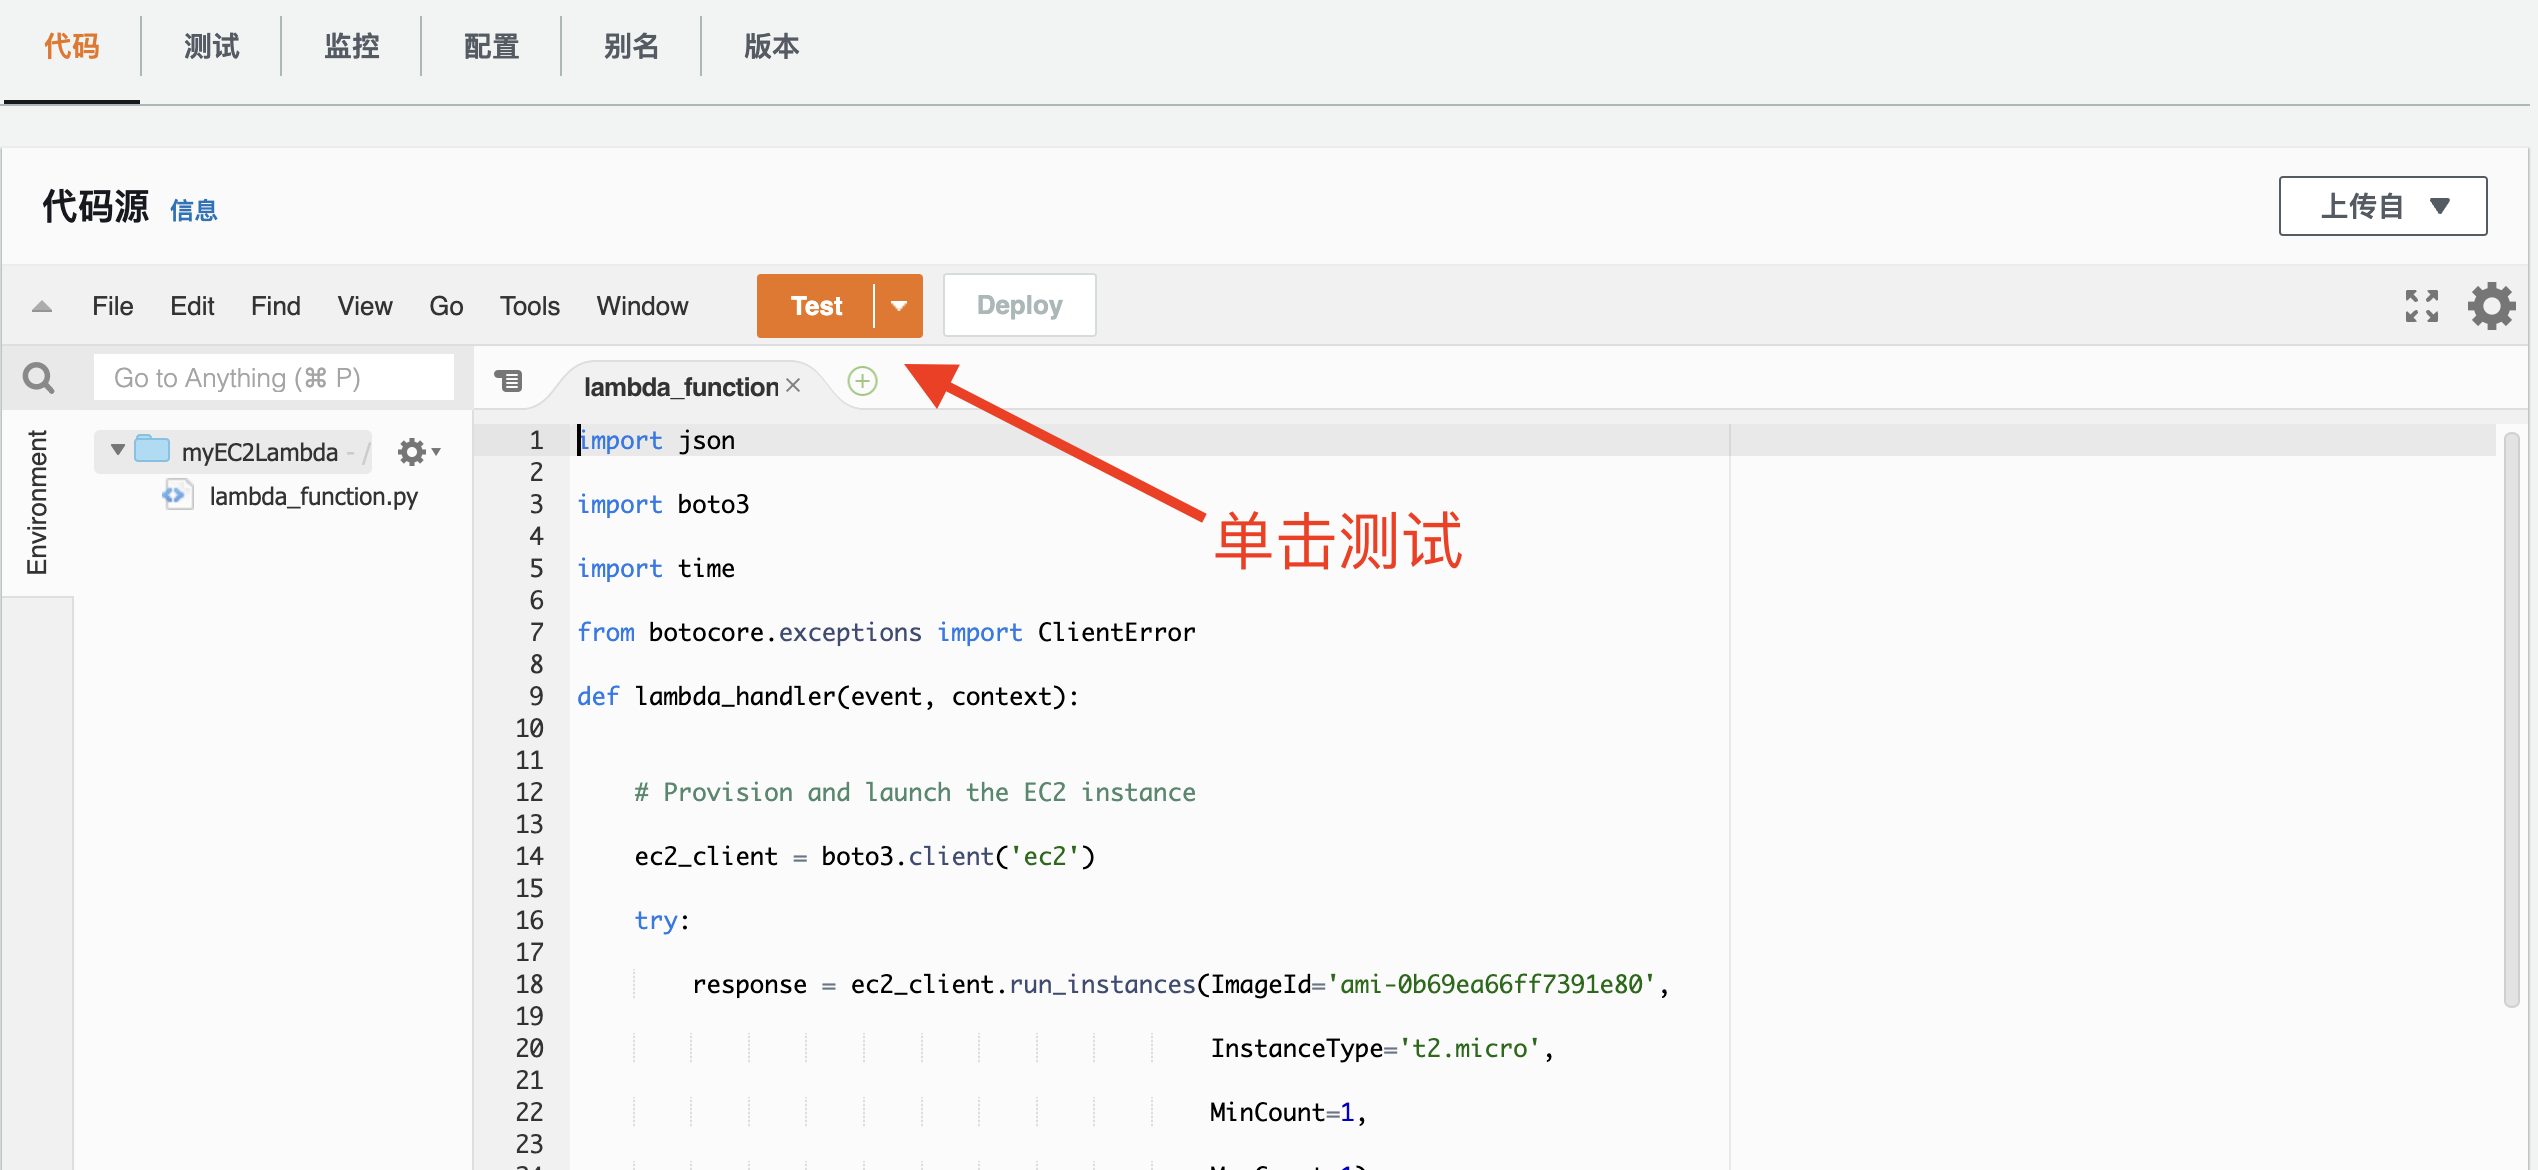 代码 测试 监控 配置 别名 版本
代码源 信息
上传自
File Edit Find View Go Tools Window Test Deploy
Go to Anything (⌘ P)
lambda_function
Environment
myEC2Lambda - /
lambda_function.py
单击测试
1 import json
2
3 import boto3
4
5 import time
6
7 from botocore.exceptions import ClientError
8
9 def lambda_handler(event, context):
10
11
12 # Provision and launch the EC2 instance
13
14 ec2_client = boto3.client('ec2')
15
16 try:
17
18 response = ec2_client.run_instances(ImageId='ami-0b69ea66ff7391e80',
19
20 InstanceType='t2.micro',
21
22 MinCount=1,
23